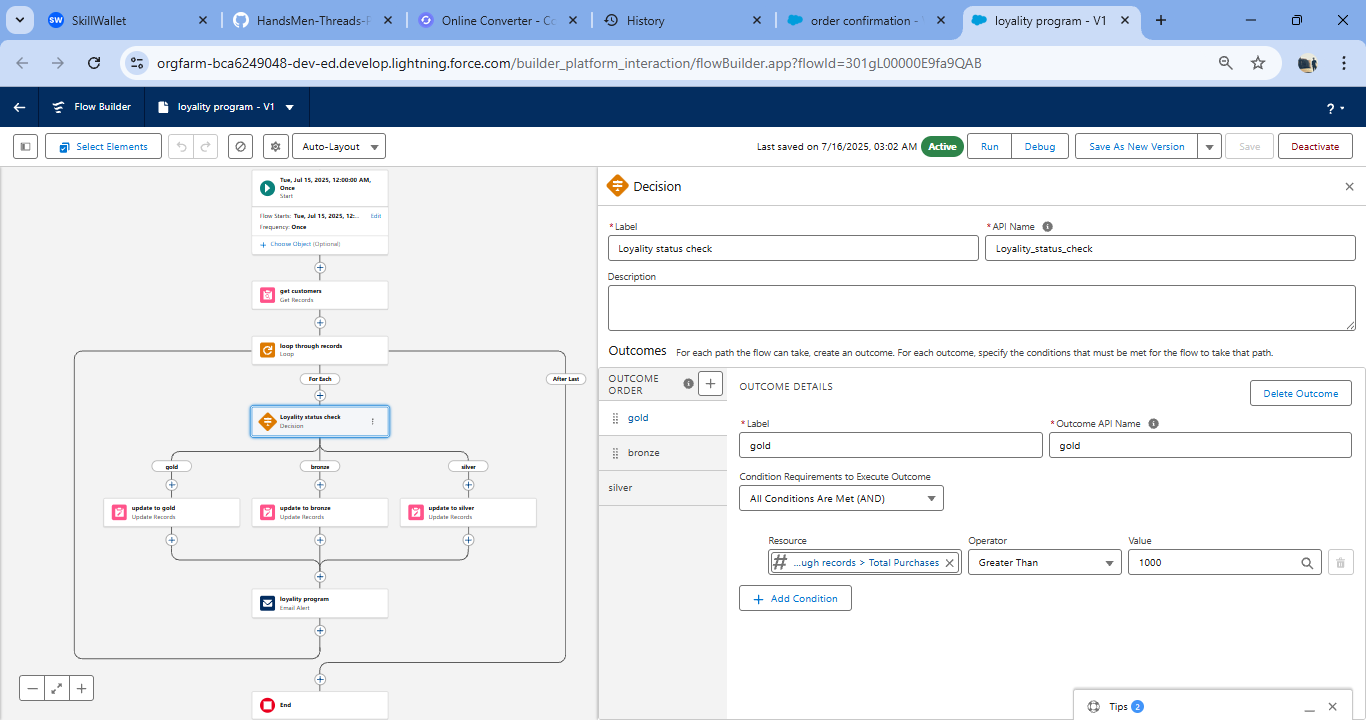 SkillWallet
HandsMen-Threads-F
Online Converter - Co
History
order confirmation -
loyality program - V1
orgfarm-bca6249048-dev-ed.develop.lightning.force.com/builder_platform_interaction/flowBuilder.app?flowId=301gL00000E9fa9QAB
Flow Builder
loyality program - V1
?
Select Elements
Auto-Layout
Last saved on 7/16/2025, 03:02 AM
Active
Run
Debug
Save As New Version
Save
Deactivate
Tue, Jul 15, 2025, 12:00:00 AM,
Once
Start
Flow Starts: Tue, Jul 15, 2025, 12:...
Edit
Frequency: Once
+ Choose Object (Optional)
get customers
Get Records
loop through records
Loop
For Each
After Last
Loyality status check
Decision
gold
bronze
silver
update to gold
Update Records
update to bronze
Update Records
update to silver
Update Records
loyality program
Email Alert
End
Decision
* Label
Loyality status check
* API Name
Loyality_status_check
Description
Outcomes
For each path the flow can take, create an outcome. For each outcome, specify the conditions that must be met for the flow to take that path.
OUTCOME
ORDER
gold
bronze
silver
OUTCOME DETAILS
Delete Outcome
* Label
gold
* Outcome API Name
gold
Condition Requirements to Execute Outcome
All Conditions Are Met (AND)
Resource
...ugh records > Total Purchases
Operator
Greater Than
Value
1000
+ Add Condition
Tips 2